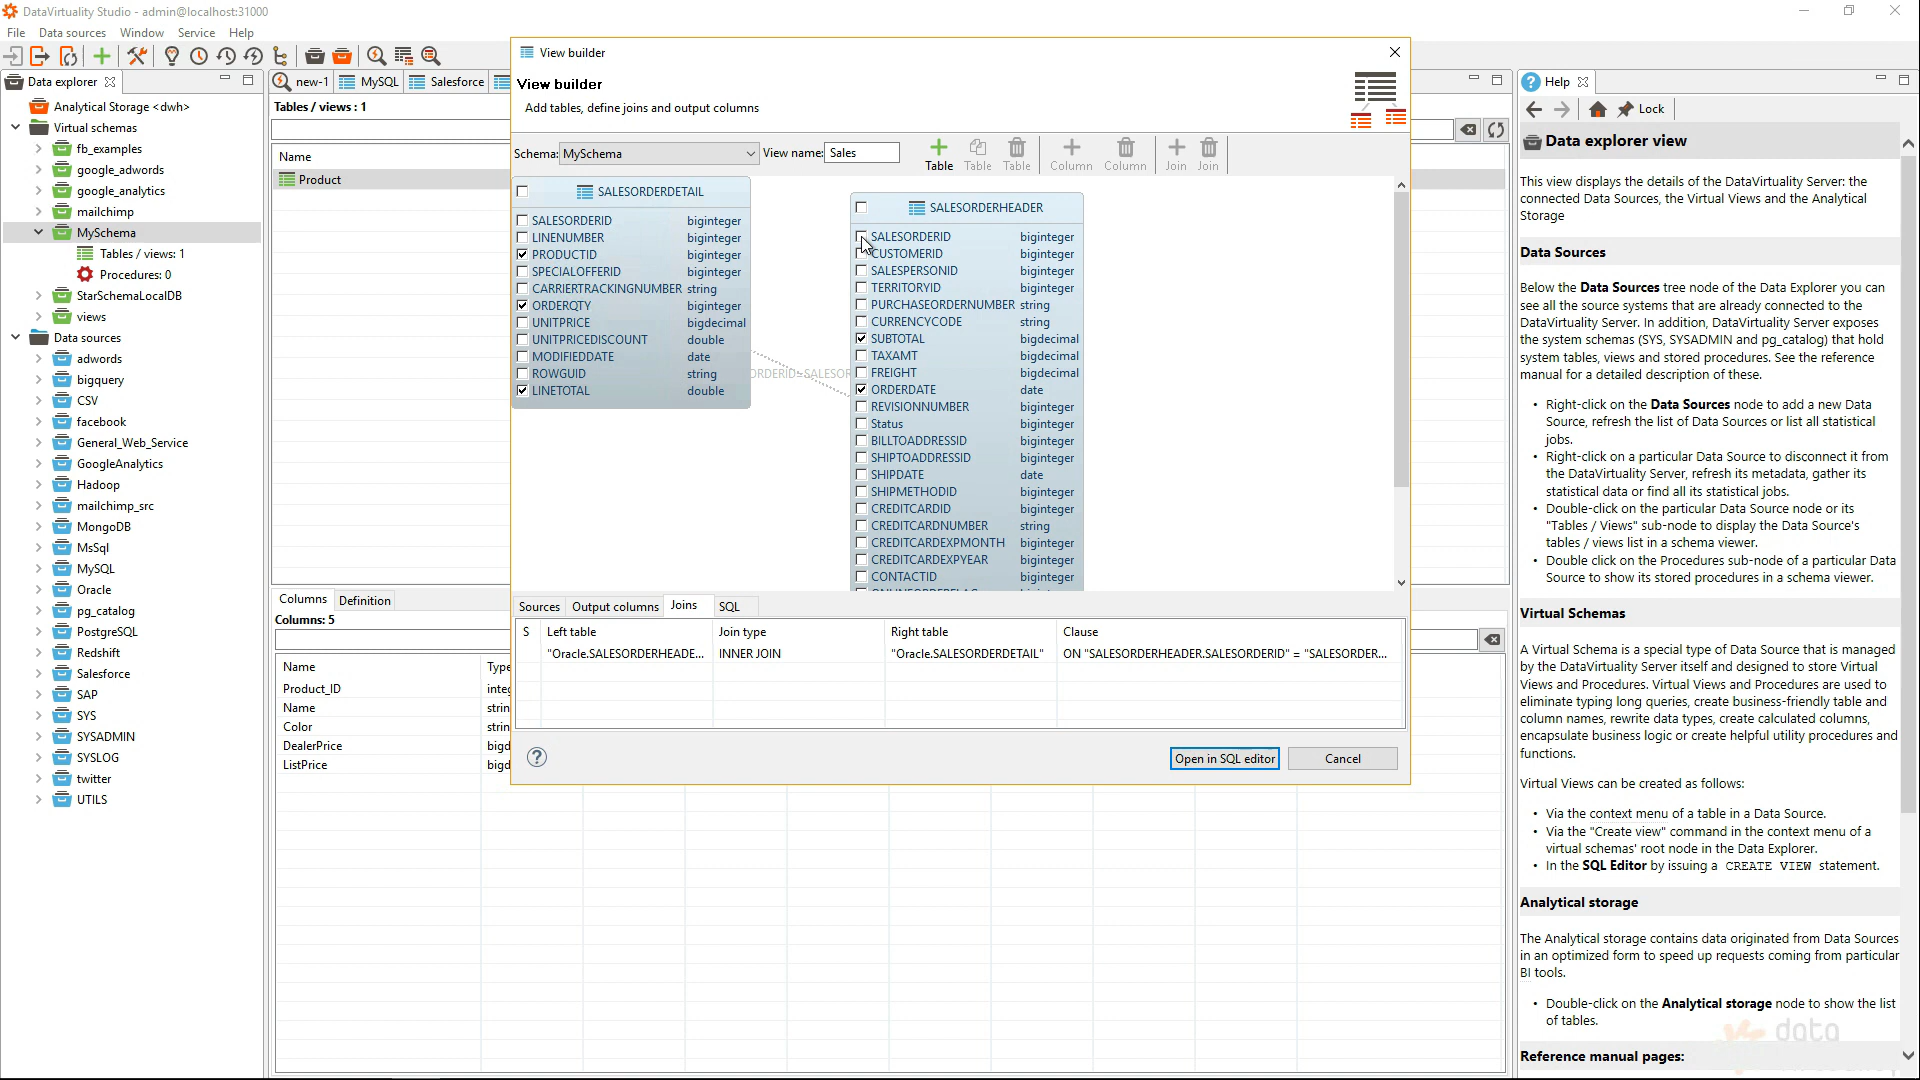 DataVirtuality Studio - admin@localhost:31000
File Data sources Window Service Help
Data explorer
Analytical Storage <dwh>
Virtual schemas
fb_examples
google_adwords
google_analytics
mailchimp
MySchema
Tables / views: 1
Procedures: 0
StarSchemaLocalDB
views
Data sources
adwords
bigquery
CSV
facebook
General_Web_Service
GoogleAnalytics
Hadoop
mailchimp_src
MongoDB
MsSql
MySQL
Oracle
pg_catalog
PostgreSQL
Redshift
Salesforce
SAP
SYS
SYSADMIN
SYSLOG
twitter
UTILS
new-1 MySQL Salesforce
Tables / views : 1
Name
Product
Columns Definition
Columns: 5
Name
Product_ID
Name
Color
DealerPrice
ListPrice
View builder
View builder
Add tables, define joins and output columns
Schema: MySchema View name: Sales
Table Table Table Column Column Join Join
SALESORDERDETAIL
SALESORDERID biginteger
LINENUMBER biginteger
PRODUCTID biginteger
SPECIALOFFERID biginteger
CARRIERTRACKINGNUMBER string
ORDERQTY biginteger
UNITPRICE bigdecimal
UNITPRICEDISCOUNT double
MODIFIEDDATE date
ROWGUID string
LINETOTAL double
SALESORDERHEADER
SALESORDERID biginteger
CUSTOMERID biginteger
SALESPERSONID biginteger
TERRITORYID biginteger
PURCHASEORDERNUMBER string
CURRENCYCODE string
SUBTOTAL bigdecimal
TAXAMT bigdecimal
FREIGHT bigdecimal
ORDERDATE date
REVISIONNUMBER biginteger
Status biginteger
BILLTOADDRESSID biginteger
SHIPTOADDRESSID biginteger
SHIPDATE date
SHIPMETHODID biginteger
CREDITCARDID biginteger
CREDITCARDNUMBER string
CREDITCARDEXPMONTH biginteger
CREDITCARDEXPYEAR biginteger
CONTACTID biginteger
Sources Output columns Joins SQL
S Left table Join type Right table Clause
"Oracle.SALESORDERHEADE... INNER JOIN "Oracle.SALESORDERDETAIL" ON "SALESORDERHEADER.SALESORDERID" = "SALESORDER...
Open in SQL editor Cancel
Help
Lock
Data explorer view
This view displays the details of the DataVirtuality Server: the
connected Data Sources, the Virtual Views and the Analytical
Storage
Data Sources
Below the Data Sources tree node of the Data Explorer you can
see all the source systems that are already connected to the
DataVirtuality Server. In addition, DataVirtuality Server exposes
the system schemas (SYS, SYSADMIN and pg_catalog) that hold
system tables, views and stored procedures. See the reference
manual for a detailed description of these.
• Right-click on the Data Sources node to add a new Data
Source, refresh the list of Data Sources or list all statistical
jobs.
• Right-click on a particular Data Source to disconnect it from
the DataVirtuality Server, refresh its metadata, gather its
statistical data or find all its statistical jobs.
• Double-click on the particular Data Source node or its
"Tables / Views" sub-node to display the Data Source's
tables / views list in a schema viewer.
• Double click on the Procedures sub-node of a particular Data
Source to show its stored procedures in a schema viewer.
Virtual Schemas
A Virtual Schema is a special type of Data Source that is managed
by the DataVirtuality Server itself and designed to store Virtual
Views and Procedures. Virtual Views and Procedures are used to
eliminate typing long queries, create business-friendly table and
column names, rewrite data types, create calculated columns,
encapsulate business logic or create helpful utility procedures and
functions.
Virtual Views can be created as follows:
• Via the context menu of a table in a Data Source.
• Via the "Create view" command in the context menu of a
virtual schemas' root node in the Data Explorer.
• In the SQL Editor by issuing a CREATE VIEW statement.
Analytical storage
The Analytical storage contains data originated from Data Sources
in an optimized form to speed up requests coming from particular
BI tools.
• Double-click on the Analytical storage node to show the list
of tables.
data
Reference manual pages: